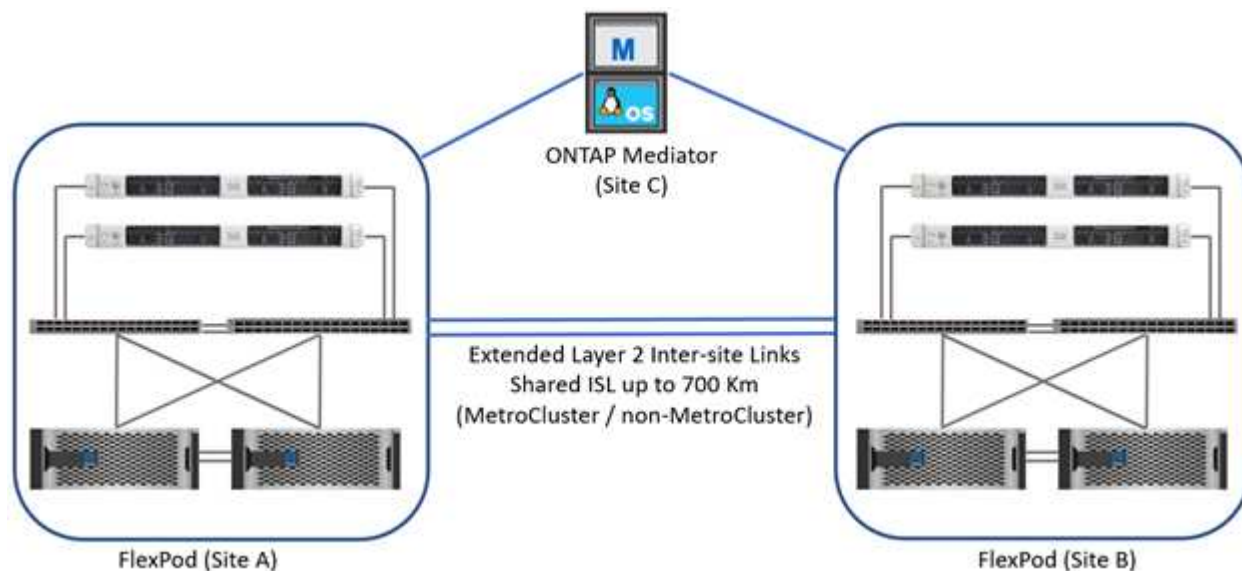 M
OS
ONTAP Mediator
(Site C)
Extended Layer 2 Inter-site Links
Shared ISL up to 700 Km
(MetroCluster / non-MetroCluster)
FlexPod (Site A)
FlexPod (Site B)